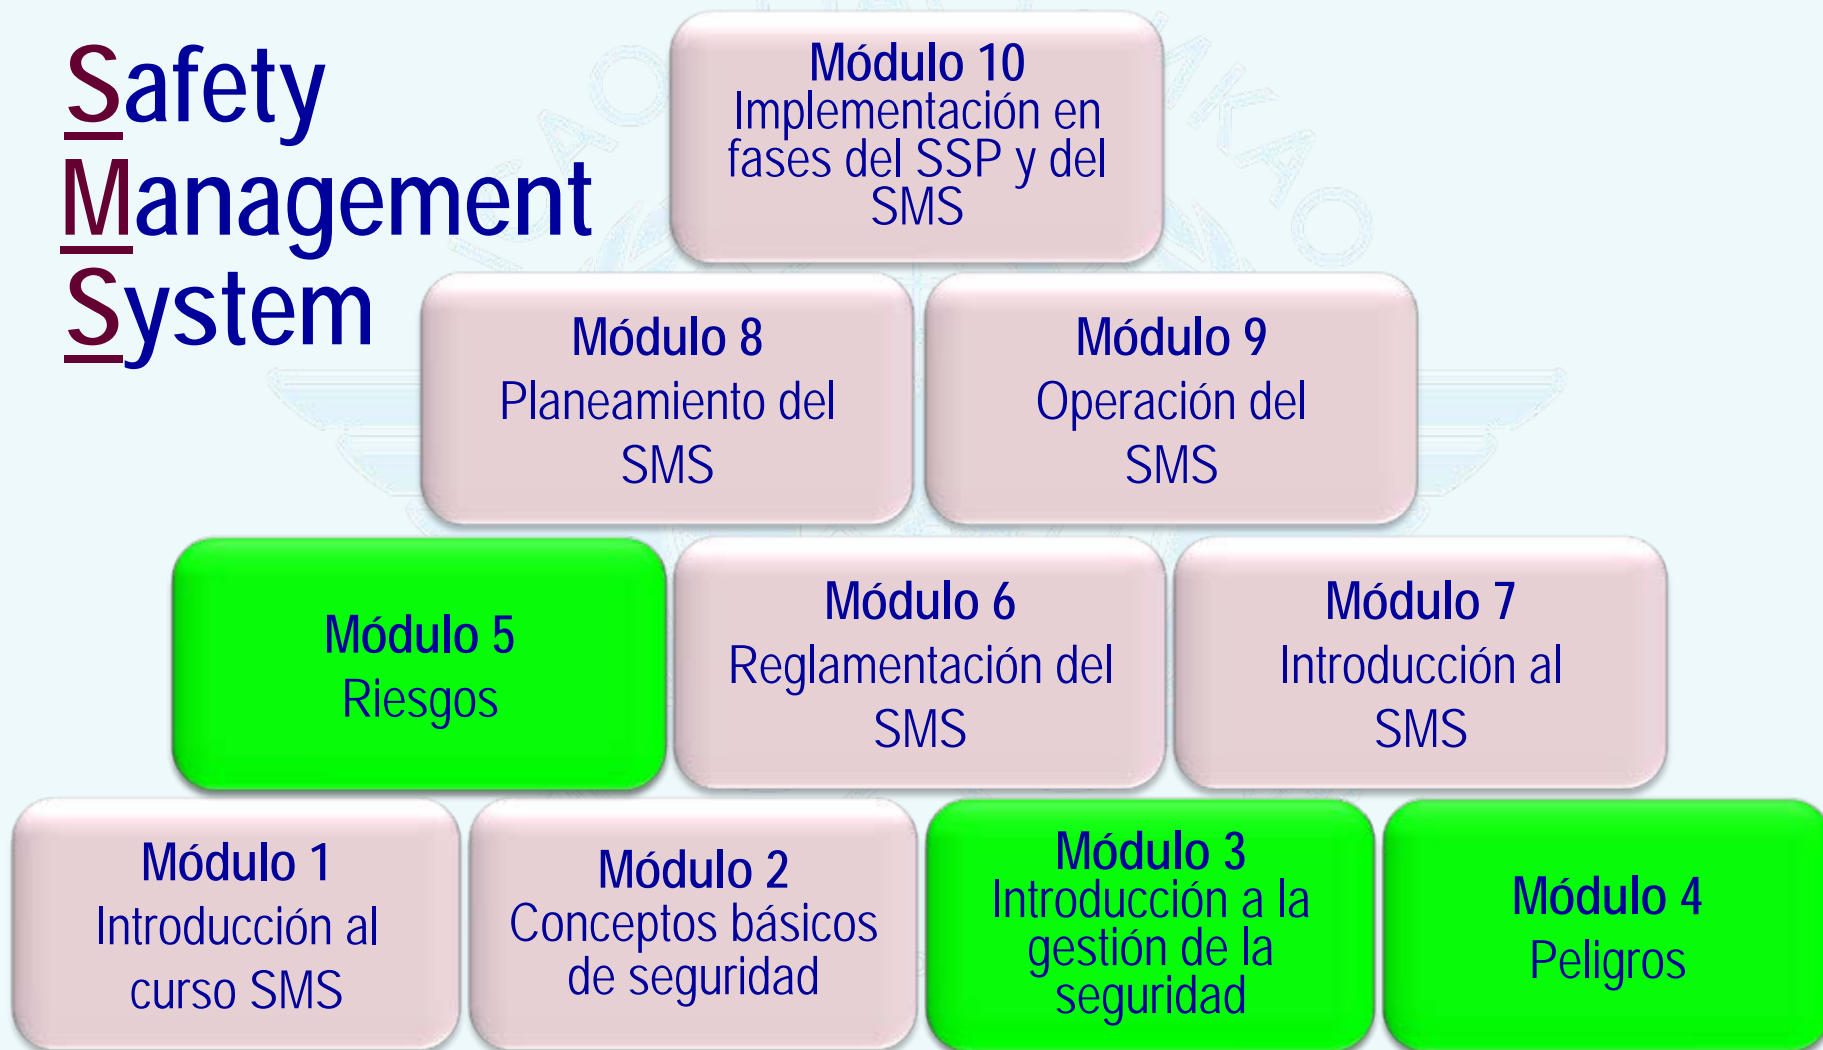 Safety
Management
System
Módulo 10
Implementación en
fases del SSP y del
SMS
Módulo 8
Planeamiento del
SMS
Módulo 9
Operación del
SMS
Módulo 5
Riesgos
Módulo 6
Reglamentación del
SMS
Módulo 7
Introducción al
SMS
Módulo 1
Introducción al
curso SMS
Módulo 2
Conceptos básicos
de seguridad
Módulo 3
Introducción a la
gestión de la
seguridad
Módulo 4
Peligros